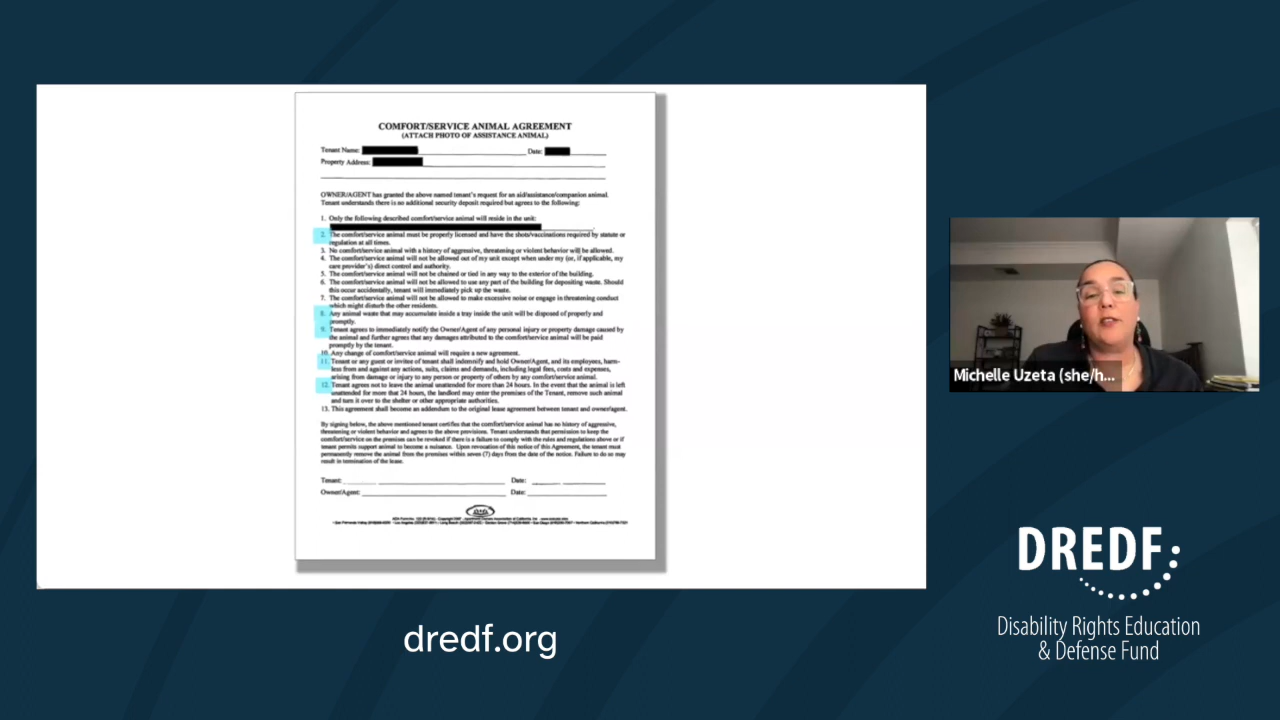 COMFORT/SERVICE ANIMAL AGREEMENT
(ATTACH PHOTO OF ASSISTANCE ANIMAL)
Tenant Name:
Date:
Property Address:
OWNER/AGENT has granted the above named tenant's request for an aid/assistance/companion animal.
Tenant understands there is no additional security deposit required but agrees to the following:
1. Only the following described comfort/service animal will reside in the unit:
2. The comfort/service animal must be properly licensed and have the shots/vaccinations required by statute or
regulation at all times.
3. No comfort/service animal with a history of aggressive, threatening or violent behavior will be allowed.
4. The comfort/service animal will not be allowed out of my unit except when under my (or, if applicable, my
care provider's) direct control and authority.
5. The comfort/service animal will not be chained or tied in any way to the exterior of the building.
6. The comfort/service animal will not be allowed to use any part of the building for depositing waste. Should
this occur accidentally, tenant will immediately pick up the waste.
7. The comfort/service animal will not be allowed to make excessive noise or engage in threatening conduct
which might disturb the other residents.
8. Any animal waste that may accumulate inside a tray inside the unit will be disposed of properly and
promptly.
9. Tenant agrees to immediately notify the Owner/Agent of any personal injury or property damage caused by
the animal and further agrees that any damages attributed to the comfort/service animal will be paid
promptly by the tenant.
10. Any change of comfort/service animal will require a new agreement.
11. Tenant or any guest or invitee of tenant shall indemnify and hold Owner/Agent, and its employees, harm-
less from and against any actions, suits, claims and demands, including legal fees, costs and expenses,
arising from damage or injury to any person or property of others by any comfort/service animal.
12. Tenant agrees not to leave the animal unattended for more than 24 hours. In the event that the animal is left
unattended for more that 24 hours, the landlord may enter the premises of the Tenant, remove such animal
and turn it over to the shelter or other appropriate authorities.
13. This agreement shall become an addendum to the original lease agreement between tenant and owner/agent.
By signing below, the above mentioned tenant certifies that the comfort/service animal has no history of aggressive,
threatening or violent behavior and agrees to the above provisions. Tenant understands that permission to keep the
comfort/service on the premises can be revoked if there is a failure to comply with the rules and regulations above or if
tenant permits support animal to become a nuisance. Upon revocation of this notice of this Agreement, the tenant must
permanently remove the animal from the premises within seven (7) days from the date of the notice. Failure to do so may
result in termination of the lease.
Tenant:
Date:
Owner/Agent:
Date:
Michelle Uzeta (she/h...
DREDF
Disability Rights Education
& Defense Fund
dredf.org